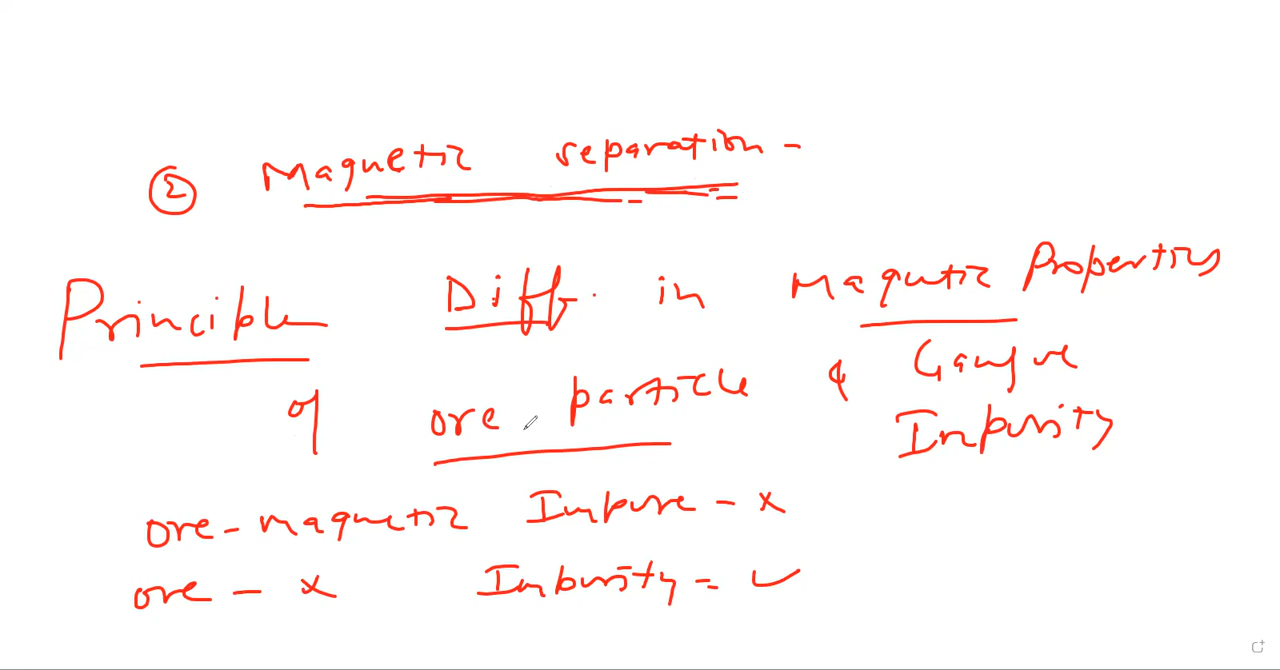 ② Magnetic separation -
Principle Diff. in Magnetic Properties
of ore particle & Gangue
Impurity
ore - magnetic Impure - x
ore - x Impurity = ✓